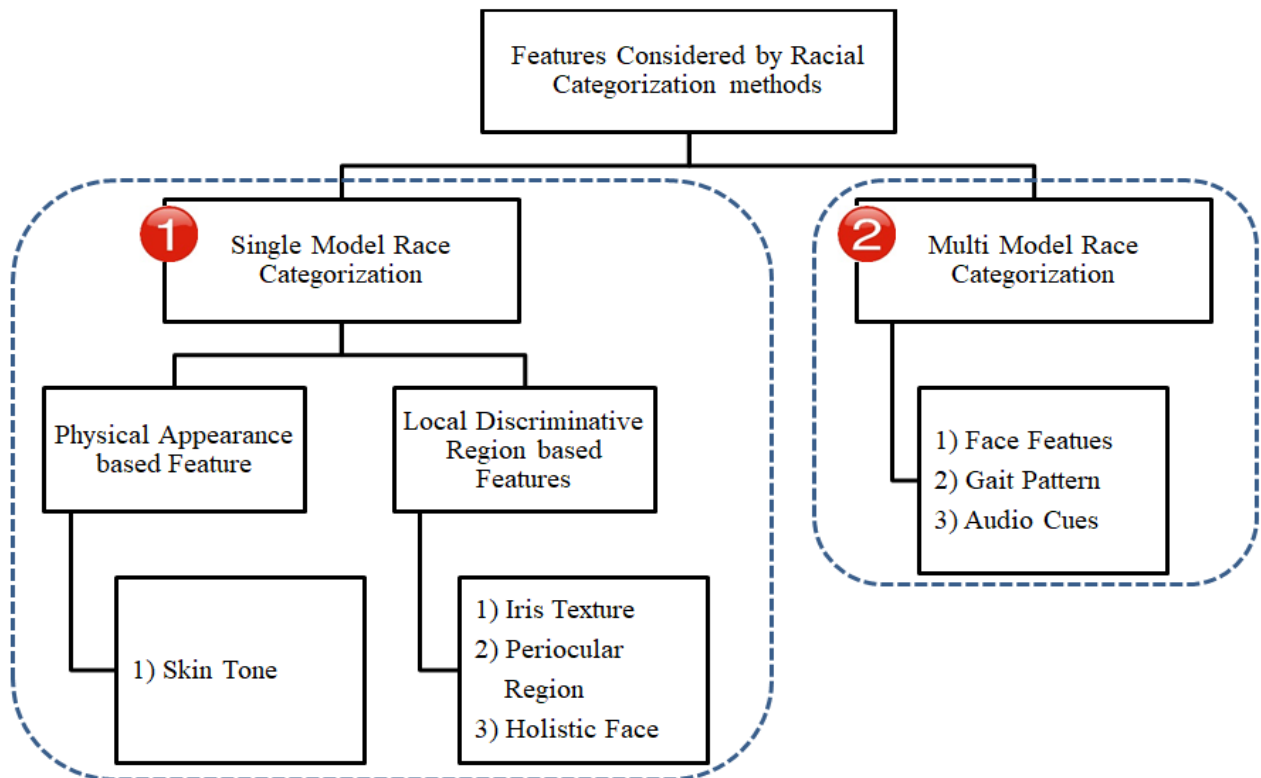 Features Considered by Racial
Categorization methods
1
Single Model Race
Categorization
2
Multi Model Race
Categorization
Physical Appearance
based Feature
Local Discriminative
Region based
Features
1) Face Featues
2) Gait Pattern
3) Audio Cues
1) Skin Tone
1) Iris Texture
2) Periocular
Region
3) Holistic Face